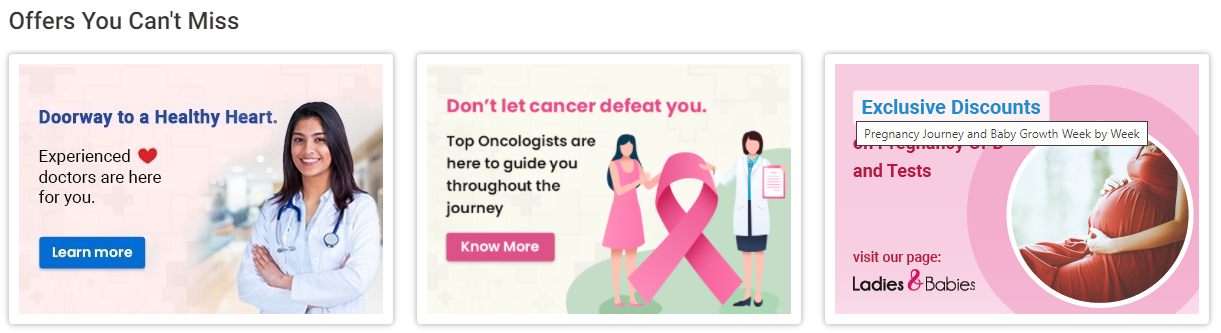 Offers You Can't Miss
Doorway to a Healthy Heart.
Experienced
doctors are here
for you.
Learn more
Don't let cancer defeat you.
Top Oncologists are
here to guide you
throughout the
journey
Know More
Exclusive Discounts
Pregnancy Journey and Baby Growth Week by Week
on Pregnancy OPD
and Tests
visit our page:
Ladies & Babies